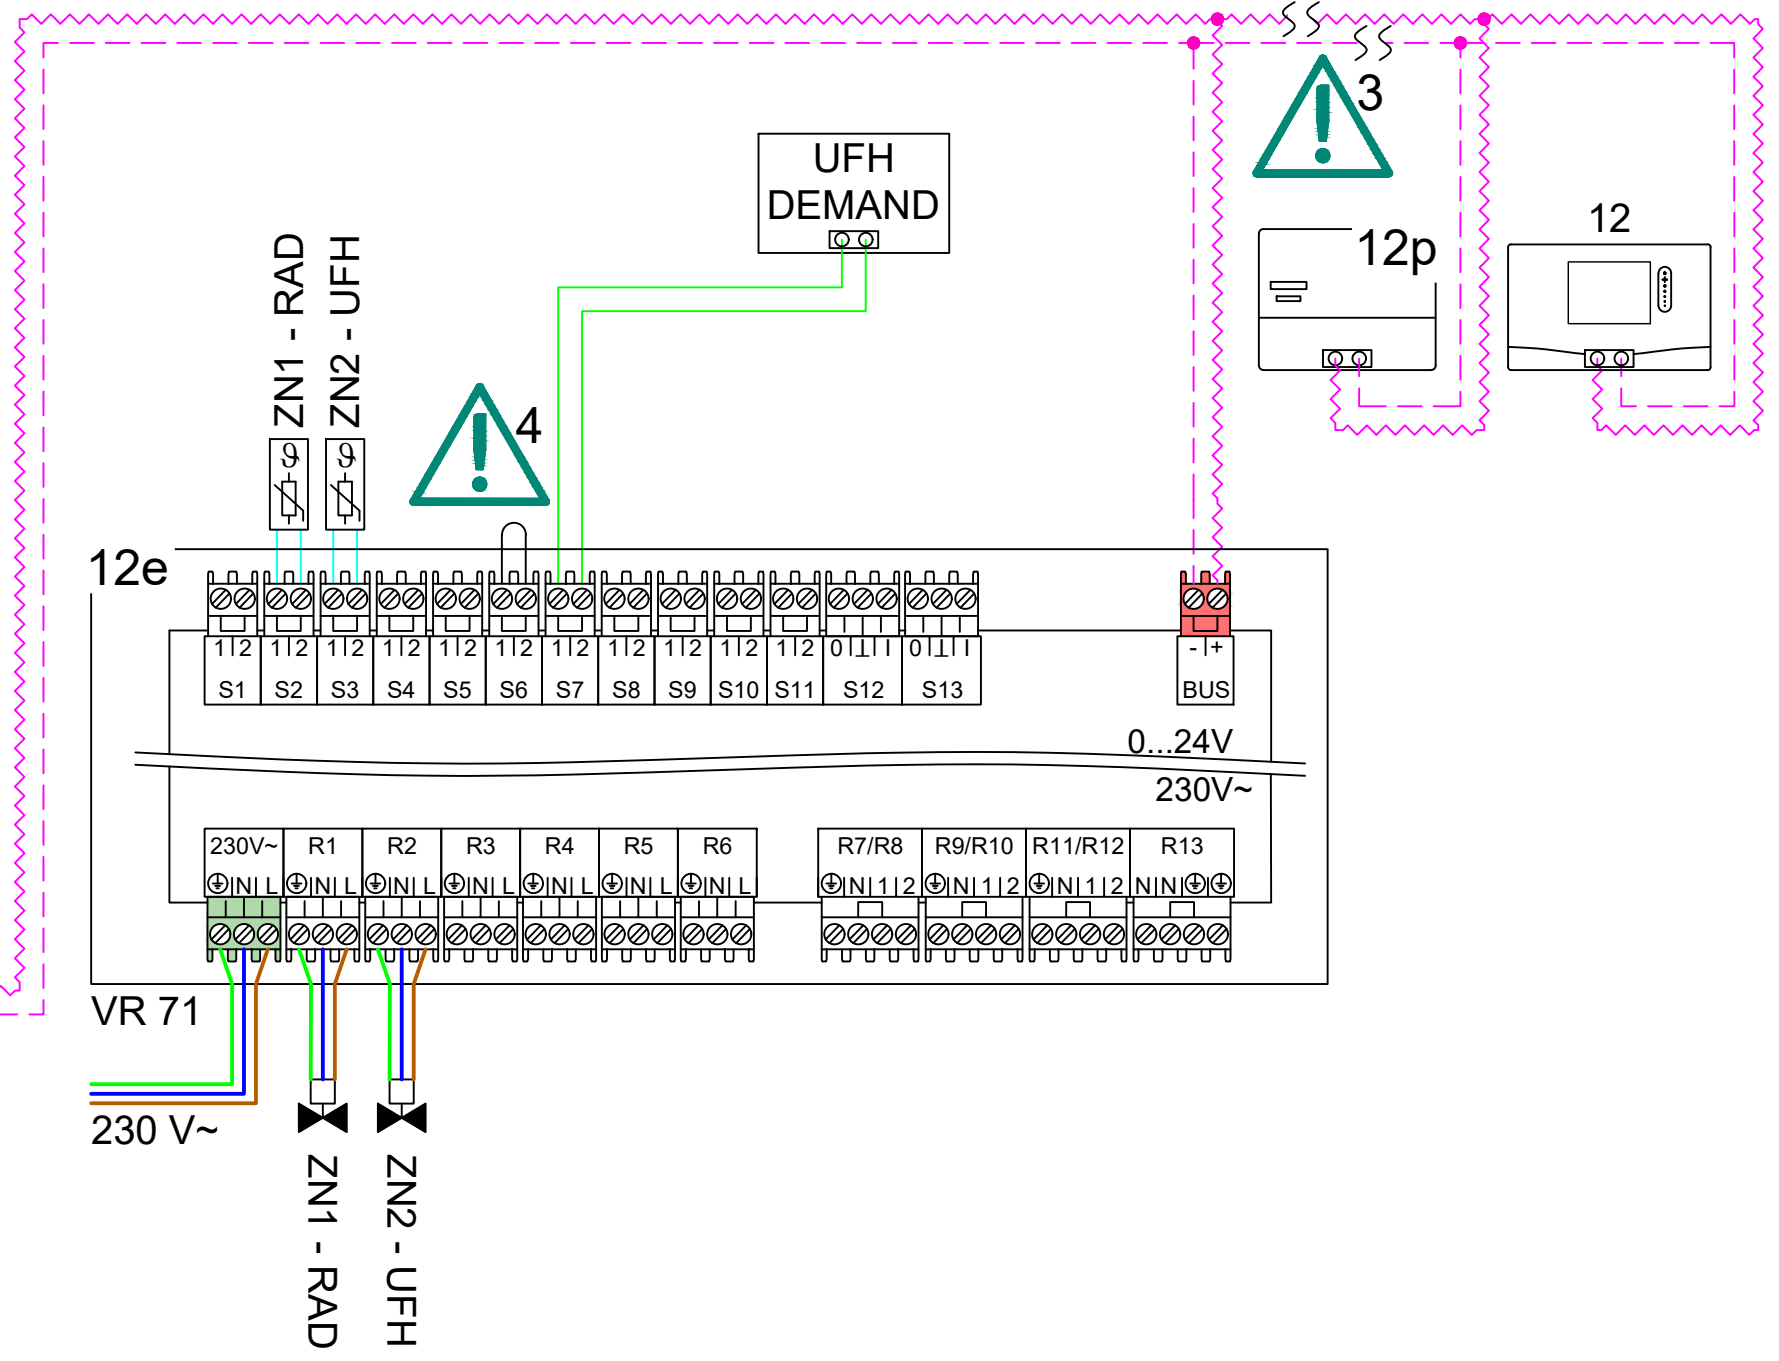 3
UFH
DEMAND
12p
12
ZN1 - RAD
ZN2 - UFH
4
12e
1 2 1 2 1 2 1 2 1 2 1 2 1 2 1 2 1 2 1 2 1 2 0 ⊥ I 0 ⊥ I - +
S1 S2 S3 S4 S5 S6 S7 S8 S9 S10 S11 S12 S13 BUS
0...24V
230V~
230V~ R1 R2 R3 R4 R5 R6 R7/R8 R9/R10 R11/R12 R13
⏚ N L ⏚ N L ⏚ N L ⏚ N L ⏚ N L ⏚ N L ⏚ N L ⏚ N 1 2 ⏚ N 1 2 ⏚ N 1 2 N N ⏚ ⏚
VR 71
230 V~
ZN1 - RAD
ZN2 - UFH